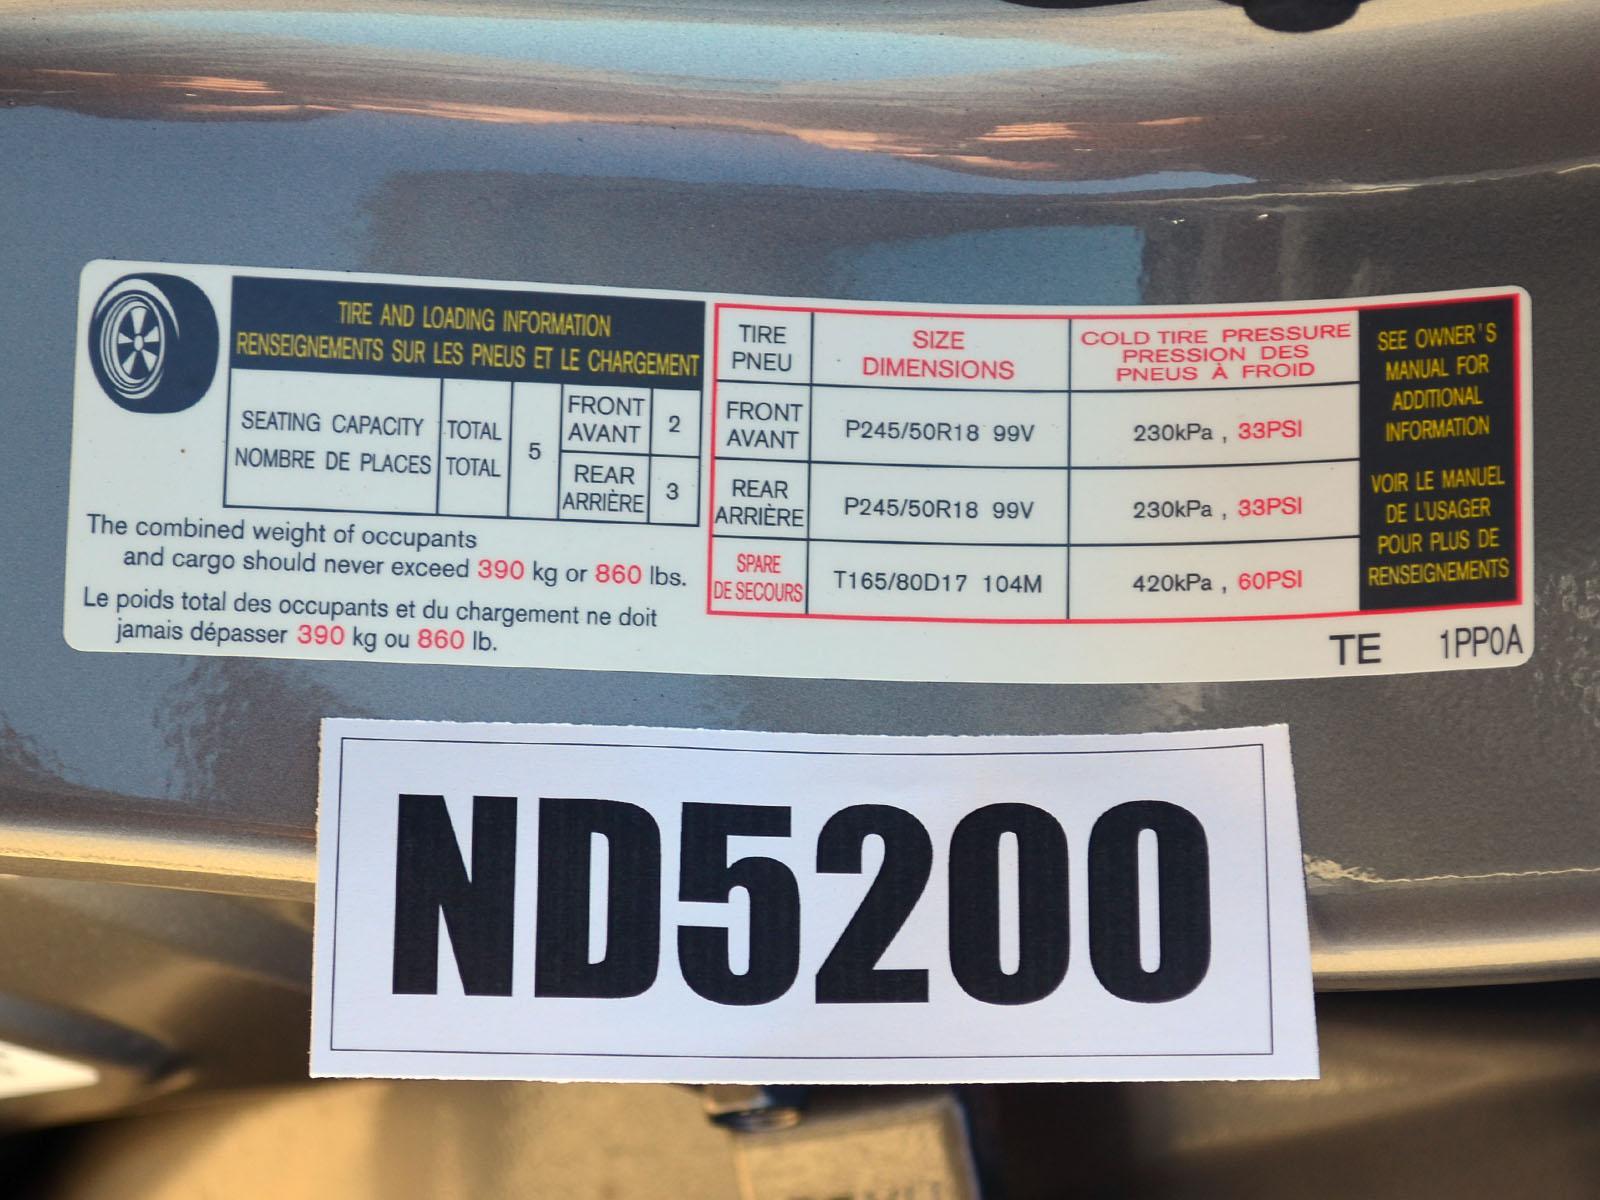 TIRE AND LOADING INFORMATION
RENSEIGNEMENTS SUR LES PNEUS ET LE CHARGEMENT
SEATING CAPACITY
NOMBRE DE PLACES
TOTAL
TOTAL
5
FRONT
AVANT
2
REAR
ARRIÈRE
3
The combined weight of occupants
and cargo should never exceed 390 kg or 860 lbs.
Le poids total des occupants et du chargement ne doit
jamais dépasser 390 kg ou 860 lb.
TIRE
PNEU
SIZE
DIMENSIONS
COLD TIRE PRESSURE
PRESSION DES
PNEUS À FROID
FRONT
AVANT
P245/50R18 99V
230kPa , 33PSI
REAR
ARRIÈRE
P245/50R18 99V
230kPa , 33PSI
SPARE
DE SECOURS
T165/80D17 104M
420kPa , 60PSI
SEE OWNER'S
MANUAL FOR
ADDITIONAL
INFORMATION
VOIR LE MANUEL
DE L'USAGER
POUR PLUS DE
RENSEIGNEMENTS
TE 1PP0A
ND5200